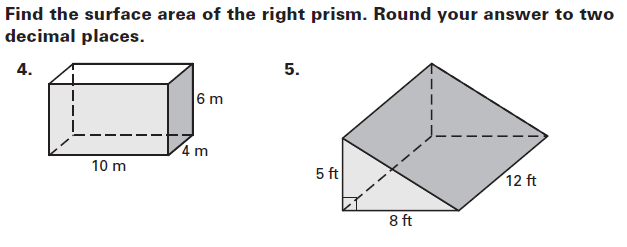 Find the surface area of the right prism. Round your answer to two
decimal places.
4.
6 m
4 m
10 m
5.
5 ft
12 ft
8 ft